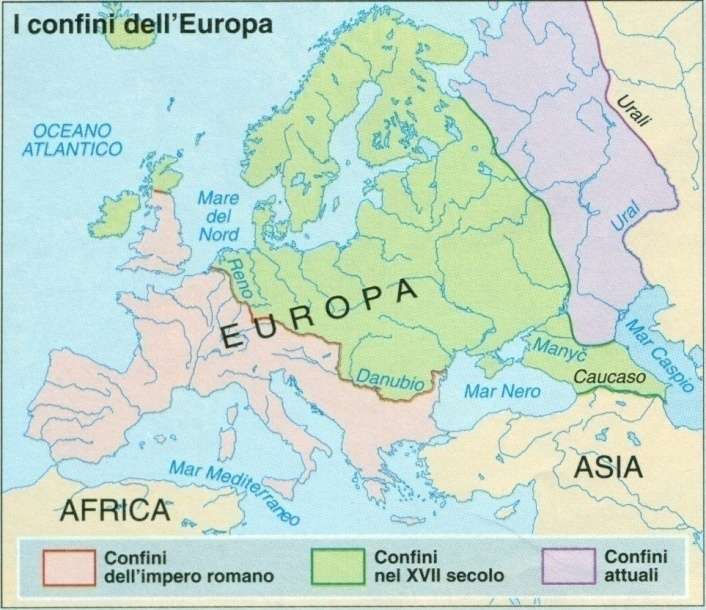 I confini dell'Europa
OCEANO
ATLANTICO
Mare
del
Nord
Urali
Ural
Reno
EUROPA
Danubio
Manyč
Caucaso
Mar Caspio
Mar Nero
Mar Mediterraneo
AFRICA
ASIA
Confini
dell'impero romano
Confini
nel XVII secolo
Confini
attuali